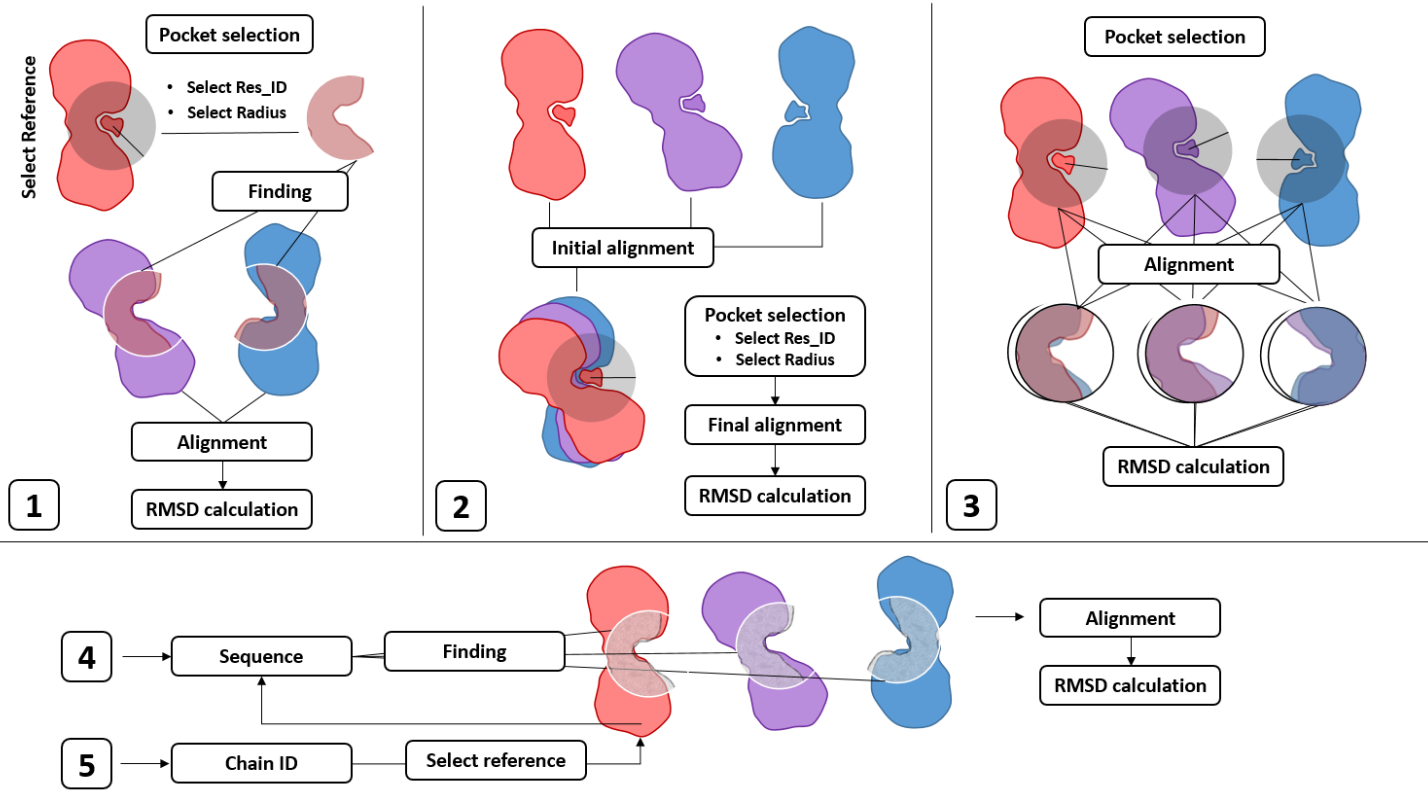 Pocket selection
Select Reference
• Select Res_ID
• Select Radius
Finding
Alignment
RMSD calculation
1
Initial alignment
Pocket selection
• Select Res_ID
• Select Radius
Final alignment
RMSD calculation
2
Pocket selection
Alignment
RMSD calculation
3
4
Sequence
Finding
Alignment
RMSD calculation
5
Chain ID
Select reference